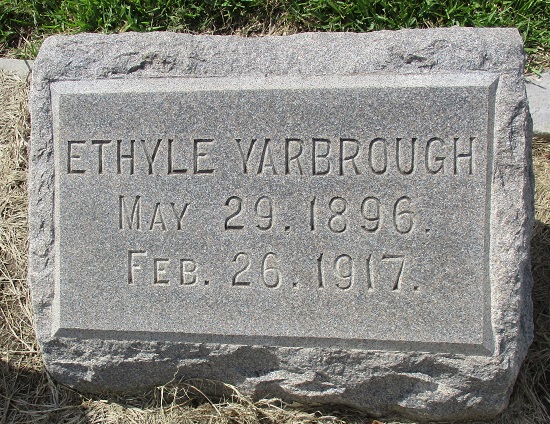 ETHYLE YARBROUGH
MAY 29. 1896.
FEB. 26. 1917.